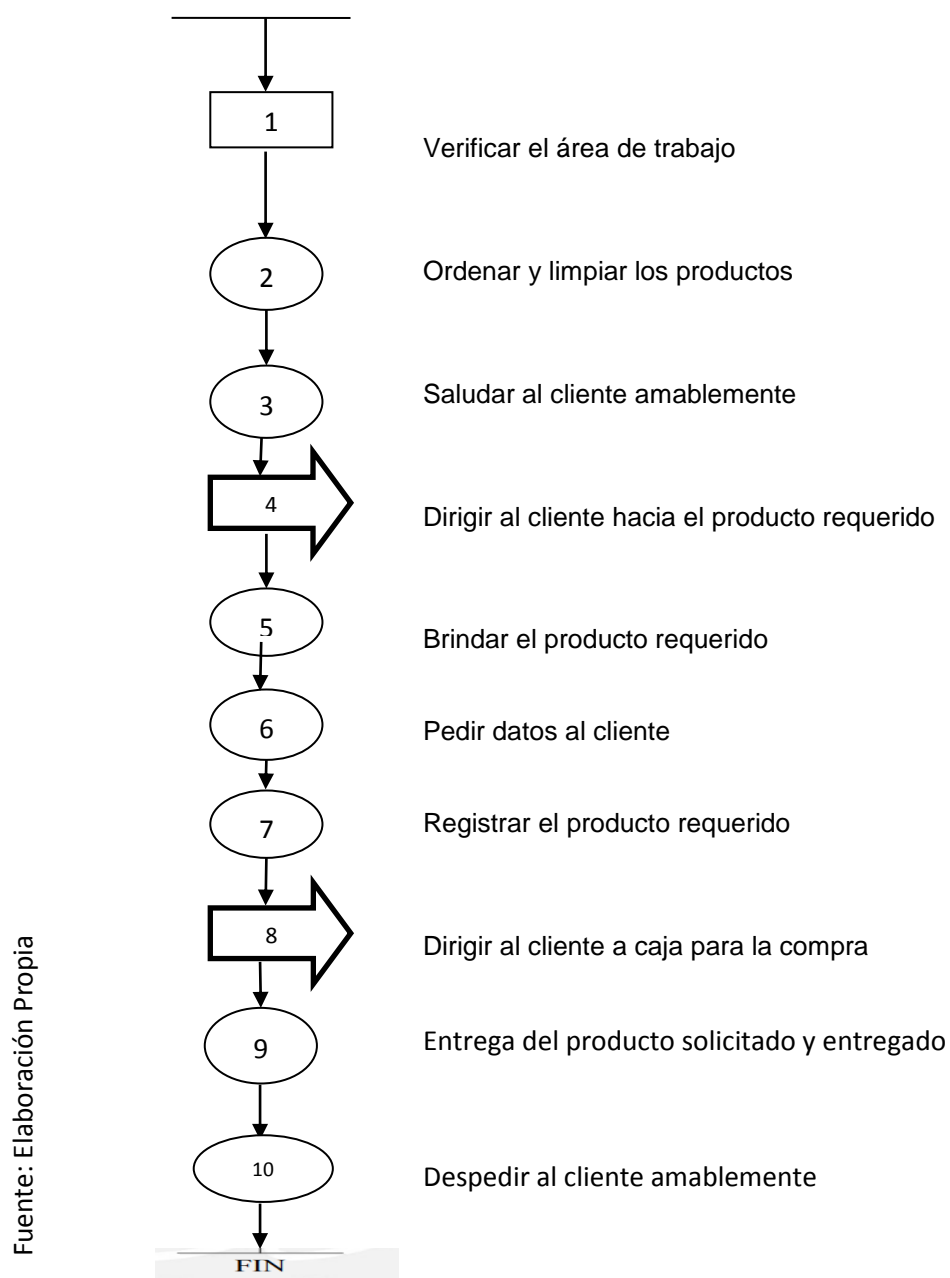 1
Verificar el área de trabajo
2
Ordenar y limpiar los productos
3
Saludar al cliente amablemente
4
Dirigir al cliente hacia el producto requerido
5
Brindar el producto requerido
6
Pedir datos al cliente
7
Registrar el producto requerido
8
Dirigir al cliente a caja para la compra
9
Entrega del producto solicitado y entregado
10
Despedir al cliente amablemente
FIN
Fuente: Elaboración Propia